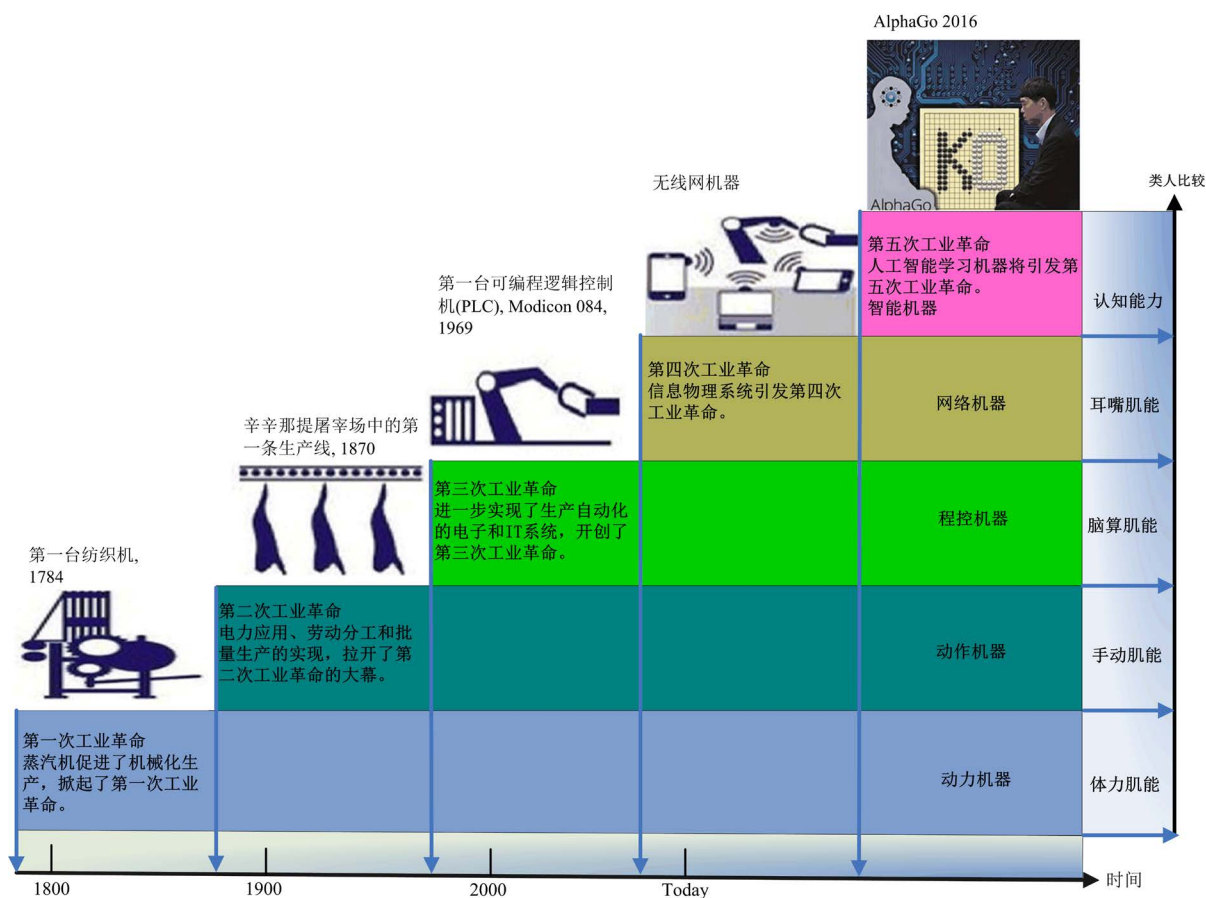 AlphaGo 2016
AlphaGo
无线网机器
类人比较
第一台可编程逻辑控制
机(PLC), Modicon 084,
1969
第五次工业革命
人工智能学习机器将引发第
五次工业革命。
智能机器
认知能力
辛辛那提屠宰场中的第
一条生产线, 1870
第四次工业革命
信息物理系统引发第四次
工业革命。
网络机器
耳嘴肌能
第一台纺织机,
1784
第三次工业革命
进一步实现了生产自动化
的电子和IT系统，开创了
第三次工业革命。
程控机器
脑算肌能
第二次工业革命
电力应用、劳动分工和批
量生产的实现，拉开了第
二次工业革命的大幕。
动作机器
手动肌能
第一次工业革命
蒸汽机促进了机械化生
产，掀起了第一次工业
革命。
动力机器
体力肌能
1800
1900
2000
Today
时间
KO